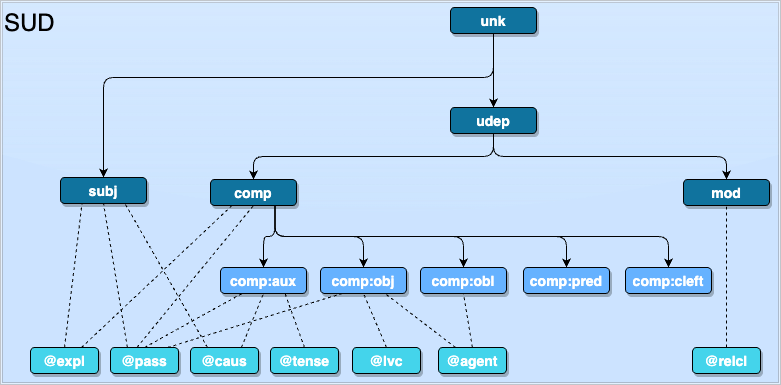 SUD
unk
udep
subj
comp
mod
comp:aux
comp:obj
comp:obl
comp:pred
comp:cleft
@expl
@pass
@caus
@tense
@lvc
@agent
@relcl